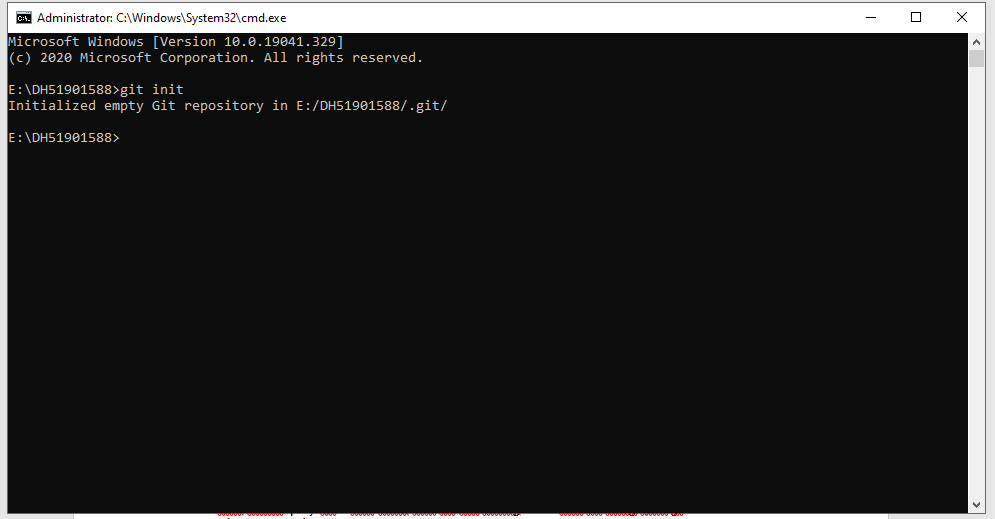 Administrator: C:\Windows\System32\cmd.exe
Microsoft Windows [Version 10.0.19041.329]
(c) 2020 Microsoft Corporation. All rights reserved.
E:\DH51901588>git init
Initialized empty Git repository in E:/DH51901588/.git/
E:\DH51901588>